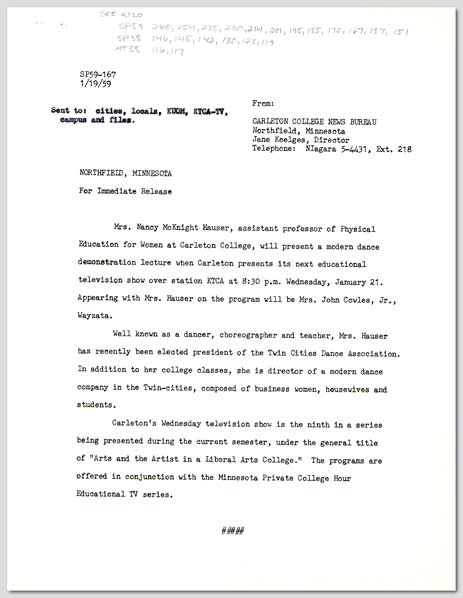 See also
SP59 260, 254, 238, 230, 214, 201, 195, 185, 170, 167, 157, 151
SP58 146, 145, 142, 130, 123, 119
HT58 116, 117
SP59-167
1/19/59
Sent to: cities, locals, KUOM, KTCA-TV,
campus and files.
From:
CARLETON COLLEGE NEWS BUREAU
Northfield, Minnesota
Jane Keelges, Director
Telephone: NIagara 5-4431, Ext. 218
NORTHFIELD, MINNESOTA
For Immediate Release
Mrs. Nancy McKnight Hauser, assistant professor of Physical
Education for Women at Carleton College, will present a modern dance
demonstration lecture when Carleton presents its next educational
television show over station KTCA at 8:30 p.m. Wednesday, January 21.
Appearing with Mrs. Hauser on the program will be Mrs. John Cowles, Jr.,
Wayzata.
Well known as a dancer, choreographer and teacher, Mrs. Hauser
has recently been elected president of the Twin Cities Dance Association.
In addition to her college classes, she is director of a modern dance
company in the Twin-cities, composed of business women, housewives and
students.
Carleton's Wednesday television show is the ninth in a series
being presented during the current semester, under the general title
of "Arts and the Artist in a Liberal Arts College." The programs are
offered in conjunction with the Minnesota Private College Hour
Educational TV series.
#####